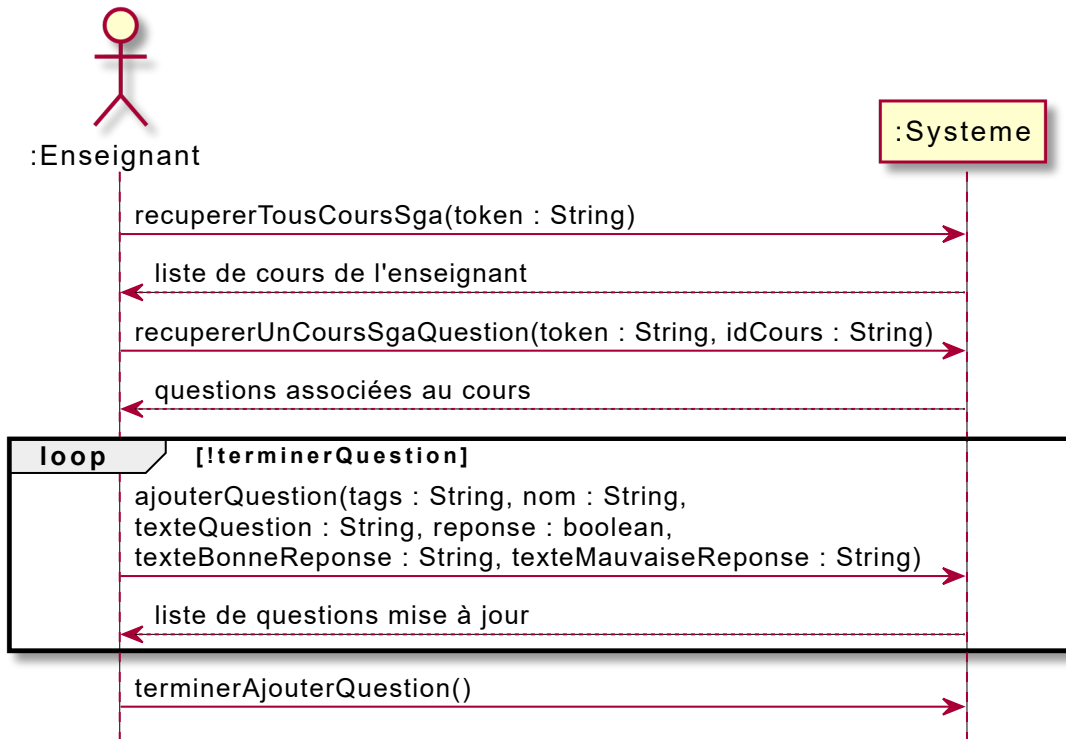 :Enseignant
:Systeme
recupererTousCoursSga(token : String)
liste de cours de l'enseignant
recupererUnCoursSgaQuestion(token : String, idCours : String)
questions associées au cours
loop [!terminerQuestion]
ajouterQuestion(tags : String, nom : String,
texteQuestion : String, reponse : boolean,
texteBonneReponse : String, texteMauvaiseReponse : String)
liste de questions mise à jour
terminerAjouterQuestion()